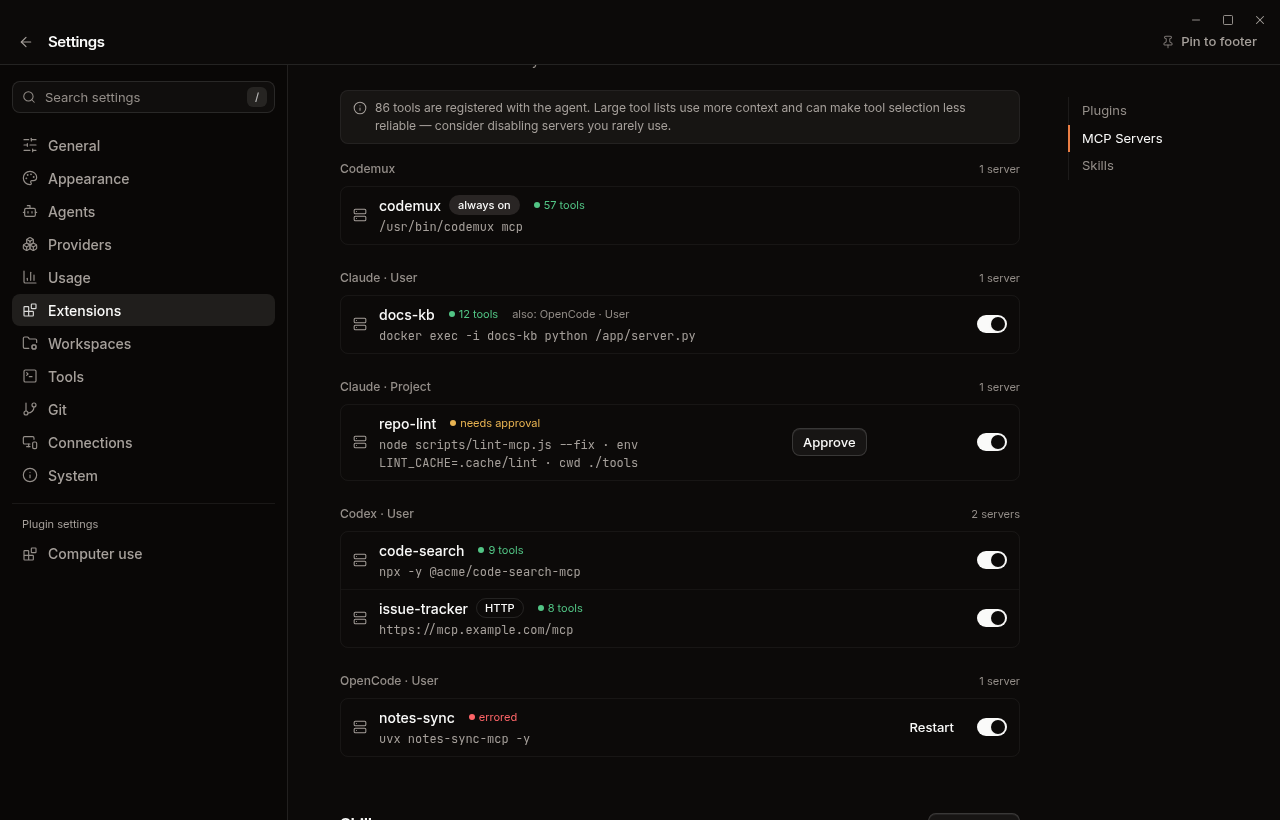 Settings
Pin to footer
Search settings
/
General
Appearance
Agents
Providers
Usage
Extensions
Workspaces
Tools
Git
Connections
System
Plugin settings
Computer use
86 tools are registered with the agent. Large tool lists use more context and can make tool selection less
reliable — consider disabling servers you rarely use.
Codemux
1 server
codemux always on 57 tools
/usr/bin/codemux mcp
Claude · User
1 server
docs-kb 12 tools also: OpenCode · User
docker exec -i docs-kb python /app/server.py
Claude · Project
1 server
repo-lint needs approval
node scripts/lint-mcp.js --fix · env
LINT_CACHE=.cache/lint · cwd ./tools
Approve
Codex · User
2 servers
code-search 9 tools
npx -y @acme/code-search-mcp
issue-tracker HTTP 8 tools
https://mcp.example.com/mcp
OpenCode · User
1 server
notes-sync errored
uvx notes-sync-mcp -y
Restart
Plugins
MCP Servers
Skills